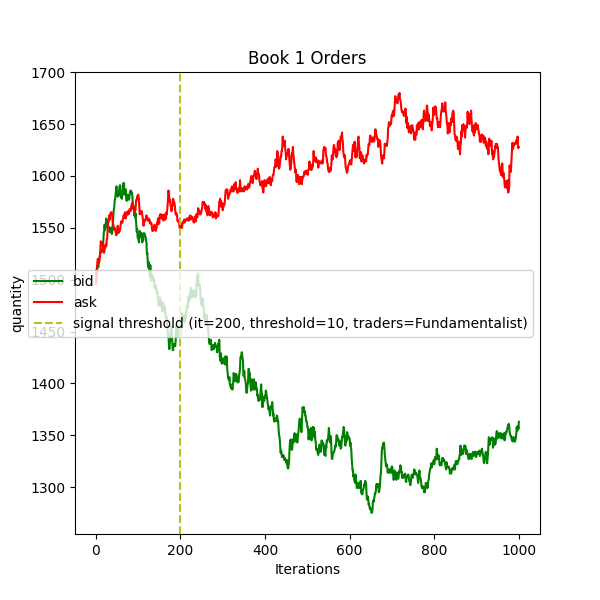 Book 1 Orders
1700
1650
1600
1550
1500
1450
1400
1350
1300
quantity
bid
ask
signal threshold (it=200, threshold=10, traders=Fundamentalist)
0
200
400
600
800
1000
Iterations